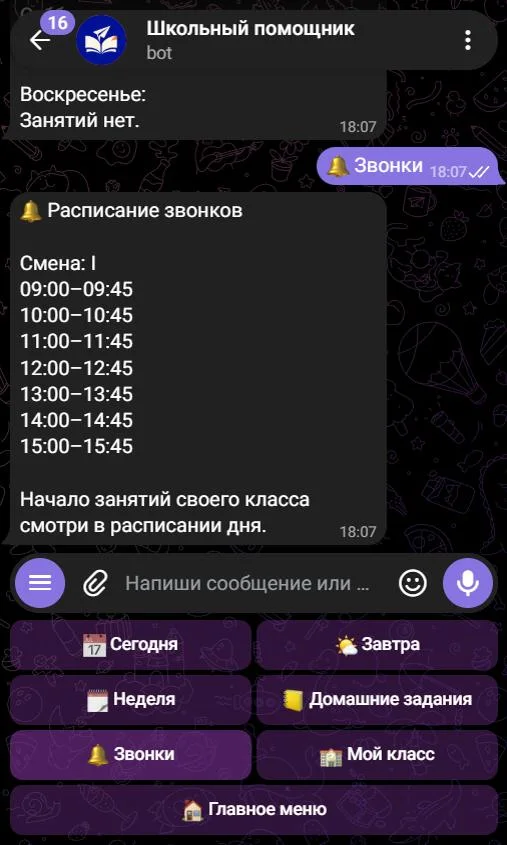 16
Школьный помощник
bot
Воскресенье:
Занятий нет.
18:07
🔔 Звонки 18:07
🔔 Расписание звонков
Смена: I
09:00–09:45
10:00–10:45
11:00–11:45
12:00–12:45
13:00–13:45
14:00–14:45
15:00–15:45
Начало занятий своего класса
смотри в расписании дня.
18:07
Напиши сообщение или ...
17 Сегодня
Завтра
Неделя
Домашние задания
Звонки
Мой класс
Главное меню